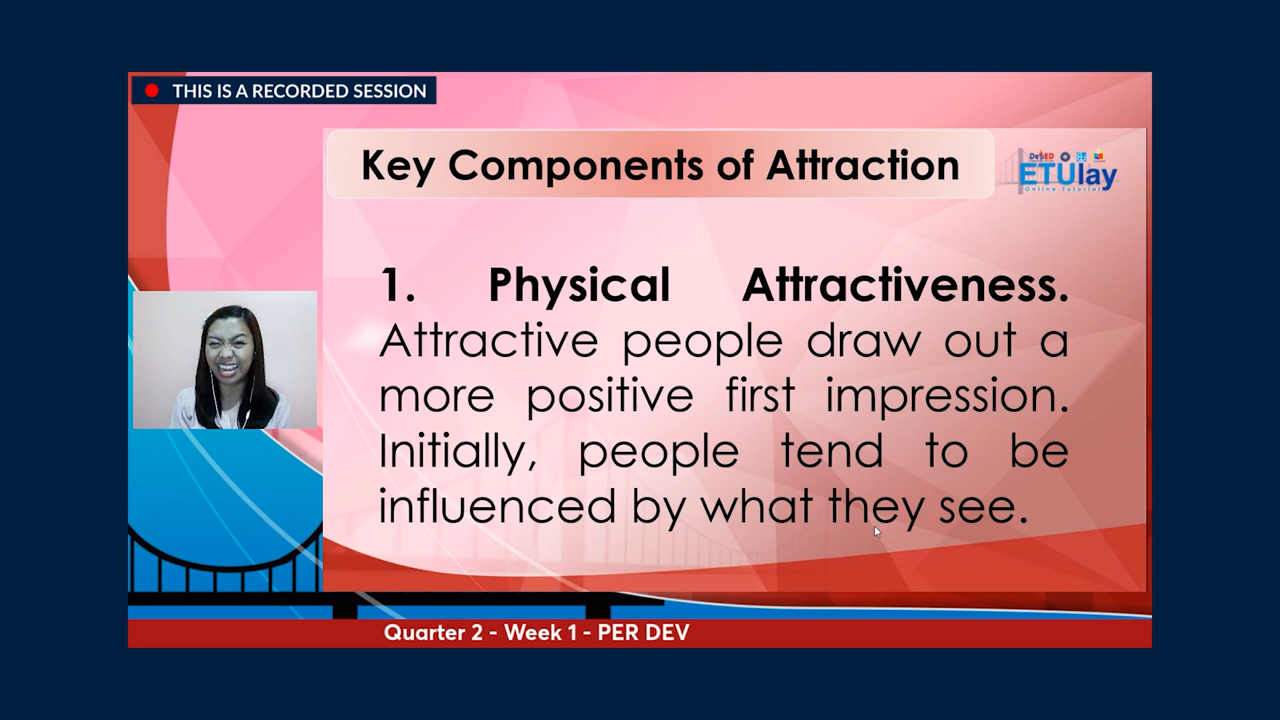 THIS IS A RECORDED SESSION
Key Components of Attraction
DepED
ETUlay
Online Tutorial
1. Physical Attractiveness.
Attractive people draw out a
more positive first impression.
Initially, people tend to be
influenced by what they see.
Quarter 2 - Week 1 - PER DEV